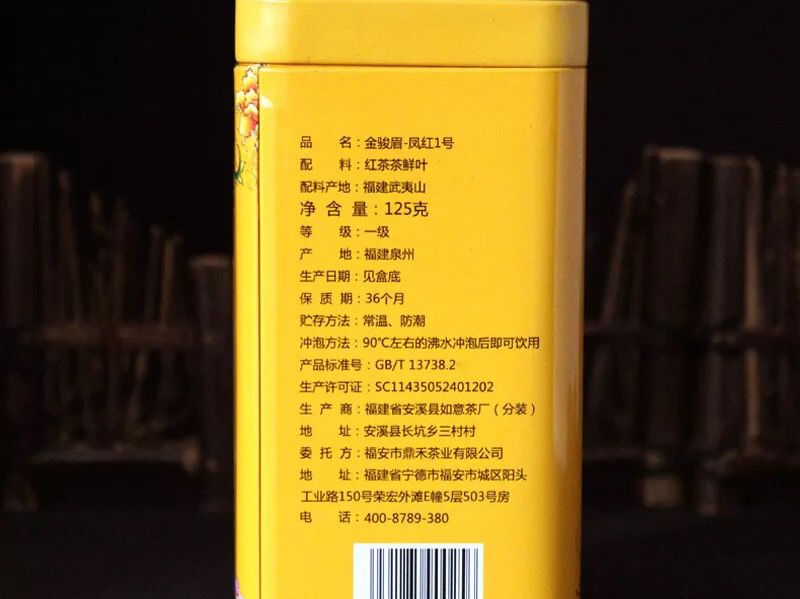 品 名：金骏眉-凤红1号
配 料：红茶茶鲜叶
配料产地：福建武夷山
净 含 量：125克
等 级：一级
产 地：福建泉州
生产日期：见盒底
保 质 期：36个月
贮存方法：常温、防潮
冲泡方法：90℃左右的沸水冲泡后即可饮用
产品标准号：GB/T 13738.2
生产许可证：SC11435052401202
生 产 商：福建省安溪县如意茶厂（分装）
地 址：安溪县长坑乡三村村
委 托 方：福安市鼎禾茶业有限公司
地 址：福建省宁德市福安市城区阳头
工业路150号荣宏外滩E幢5层503号房
电 话：400-8789-380